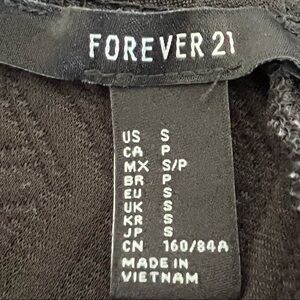 FOREVER 21
US S
CA P
MX S/P
BR P
EU S
UK S
KR S
JP S
CN 160/84A
MADE IN
VIETNAM